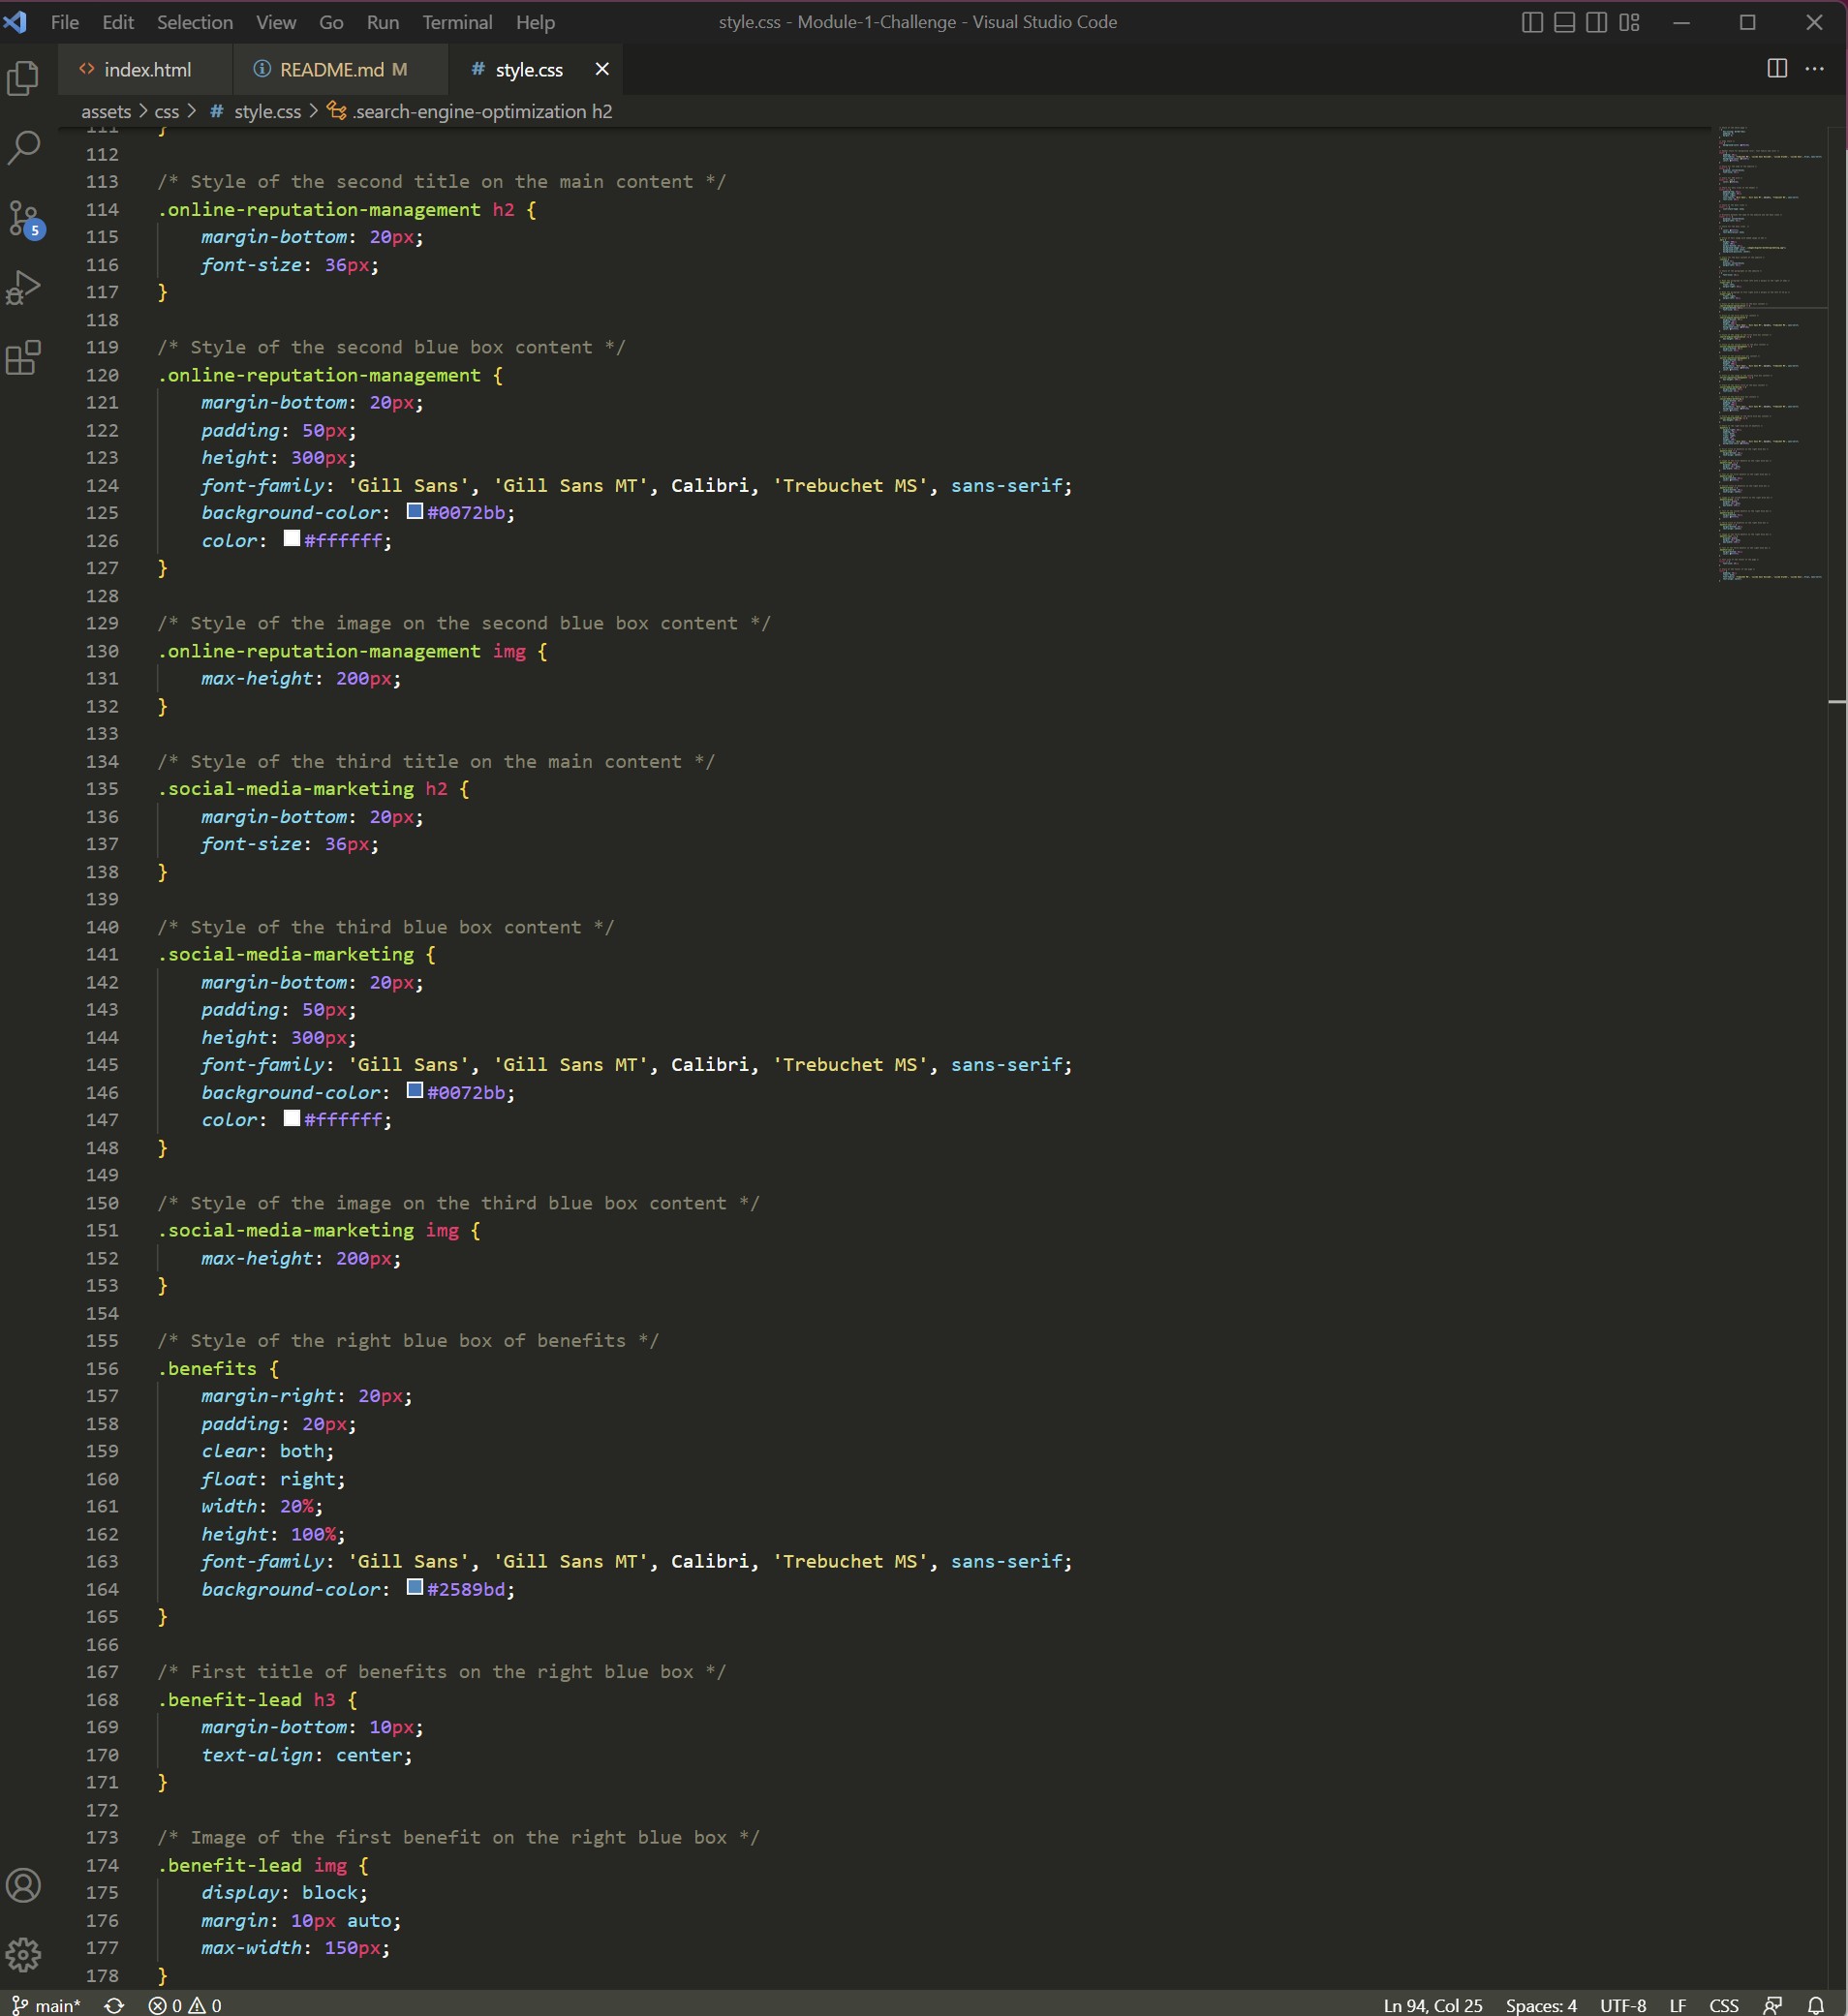 File Edit Selection View Go Run Terminal Help style.css - Module-1-Challenge - Visual Studio Code
index.html README.md M # style.css
assets > css > # style.css > .search-engine-optimization h2
5
111 }
112
113 /* Style of the second title on the main content */
114 .online-reputation-management h2 {
115 margin-bottom: 20px;
116 font-size: 36px;
117 }
118
119 /* Style of the second blue box content */
120 .online-reputation-management {
121 margin-bottom: 20px;
122 padding: 50px;
123 height: 300px;
124 font-family: 'Gill Sans', 'Gill Sans MT', Calibri, 'Trebuchet MS', sans-serif;
125 background-color: #0072bb;
126 color: #ffffff;
127 }
128
129 /* Style of the image on the second blue box content */
130 .online-reputation-management img {
131 max-height: 200px;
132 }
133
134 /* Style of the third title on the main content */
135 .social-media-marketing h2 {
136 margin-bottom: 20px;
137 font-size: 36px;
138 }
139
140 /* Style of the third blue box content */
141 .social-media-marketing {
142 margin-bottom: 20px;
143 padding: 50px;
144 height: 300px;
145 font-family: 'Gill Sans', 'Gill Sans MT', Calibri, 'Trebuchet MS', sans-serif;
146 background-color: #0072bb;
147 color: #ffffff;
148 }
149
150 /* Style of the image on the third blue box content */
151 .social-media-marketing img {
152 max-height: 200px;
153 }
154
155 /* Style of the right blue box of benefits */
156 .benefits {
157 margin-right: 20px;
158 padding: 20px;
159 clear: both;
160 float: right;
161 width: 20%;
162 height: 100%;
163 font-family: 'Gill Sans', 'Gill Sans MT', Calibri, 'Trebuchet MS', sans-serif;
164 background-color: #2589bd;
165 }
166
167 /* First title of benefits on the right blue box */
168 .benefit-lead h3 {
169 margin-bottom: 10px;
170 text-align: center;
171 }
172
173 /* Image of the first benefit on the right blue box */
174 .benefit-lead img {
175 display: block;
176 margin: 10px auto;
177 max-width: 150px;
178 }
main* 0 0 Ln 94, Col 25 Spaces: 4 UTF-8 LF CSS